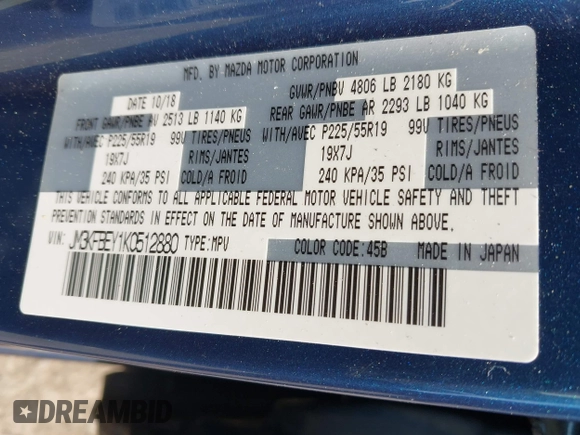 MFD. BY MAZDA MOTOR CORPORATION
DATE 10/18 GVWR/PNBV 4806 LB 2180 KG
FRONT GAWR/PNBE AV 2513 LB 1140 KG REAR GAWR/PNBE AR 2293 LB 1040 KG
WITH/AVEC P225/55R19 99V TIRES/PNEUS WITH/AVEC P225/55R19 99V TIRES/PNEUS
19X7J RIMS/JANTES 19X7J RIMS/JANTES
240 KPA/35 PSI COLD/A FROID 240 KPA/35 PSI COLD/A FROID
THIS VEHICLE CONFORMS TO ALL APPLICABLE FEDERAL MOTOR VEHICLE SAFETY AND THEFT
PREVENTION STANDARDS IN EFFECT ON THE DATE OF MANUFACTURE SHOWN ABOVE.
VIN: JM3KFBEY1K0512880 TYPE:MPV COLOR CODE:45B MADE IN JAPAN
DREAMBID